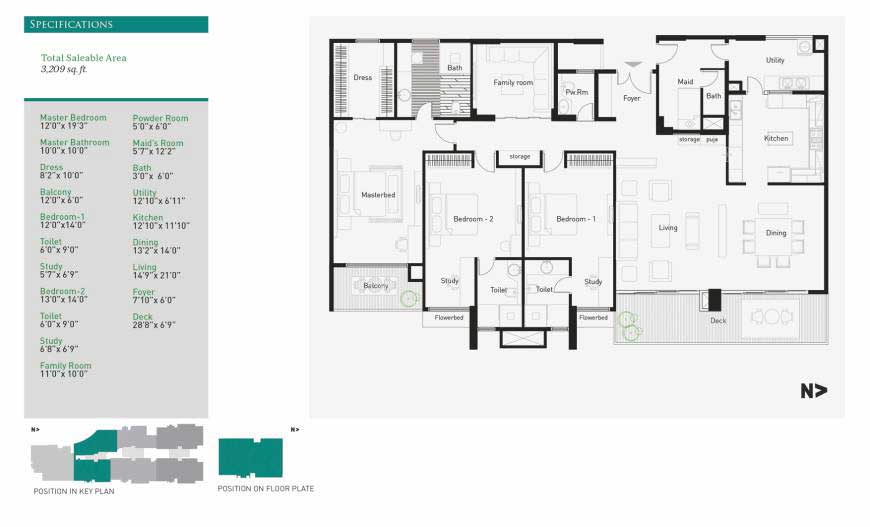 SPECIFICATIONS
Total Saleable Area
3,209 sq.ft.
Master Bedroom
12'0"x 19'3"
Master Bathroom
10'0"x 10'0"
Dress
8'2"x 10'0"
Balcony
12'0"x 6'0"
Bedroom-1
12'0"x14'0"
Toilet
6'0"x 9'0"
Study
5'7"x 6'9"
Bedroom-2
13'0"x 14'0"
Toilet
6'0"x 9'0"
Study
6'8"x 6'9"
Family Room
11'0"x 10'0"
Powder Room
5'0"x 6'0"
Maid's Room
5'7"x 12'2"
Bath
3'0"x 6'0"
Utility
12'10"x 6'11"
Kitchen
12'10"x 11'10"
Dining
13'2"x 14'0"
Living
14'9"x 21'0"
Foyer
7'10"x 6'0"
Deck
28'8"x 6'9"
Dress
Bath
Family room
Pw.Rm
Foyer
Maid
Bath
Utility
Kitchen
storage
puja
storage
Masterbed
Bedroom - 2
Bedroom - 1
Living
Dining
Balcony
Study
Toilet
Toilet
Study
Flowerbed
Flowerbed
Deck
N>
N>
POSITION IN KEY PLAN
N>
POSITION ON FLOOR PLATE